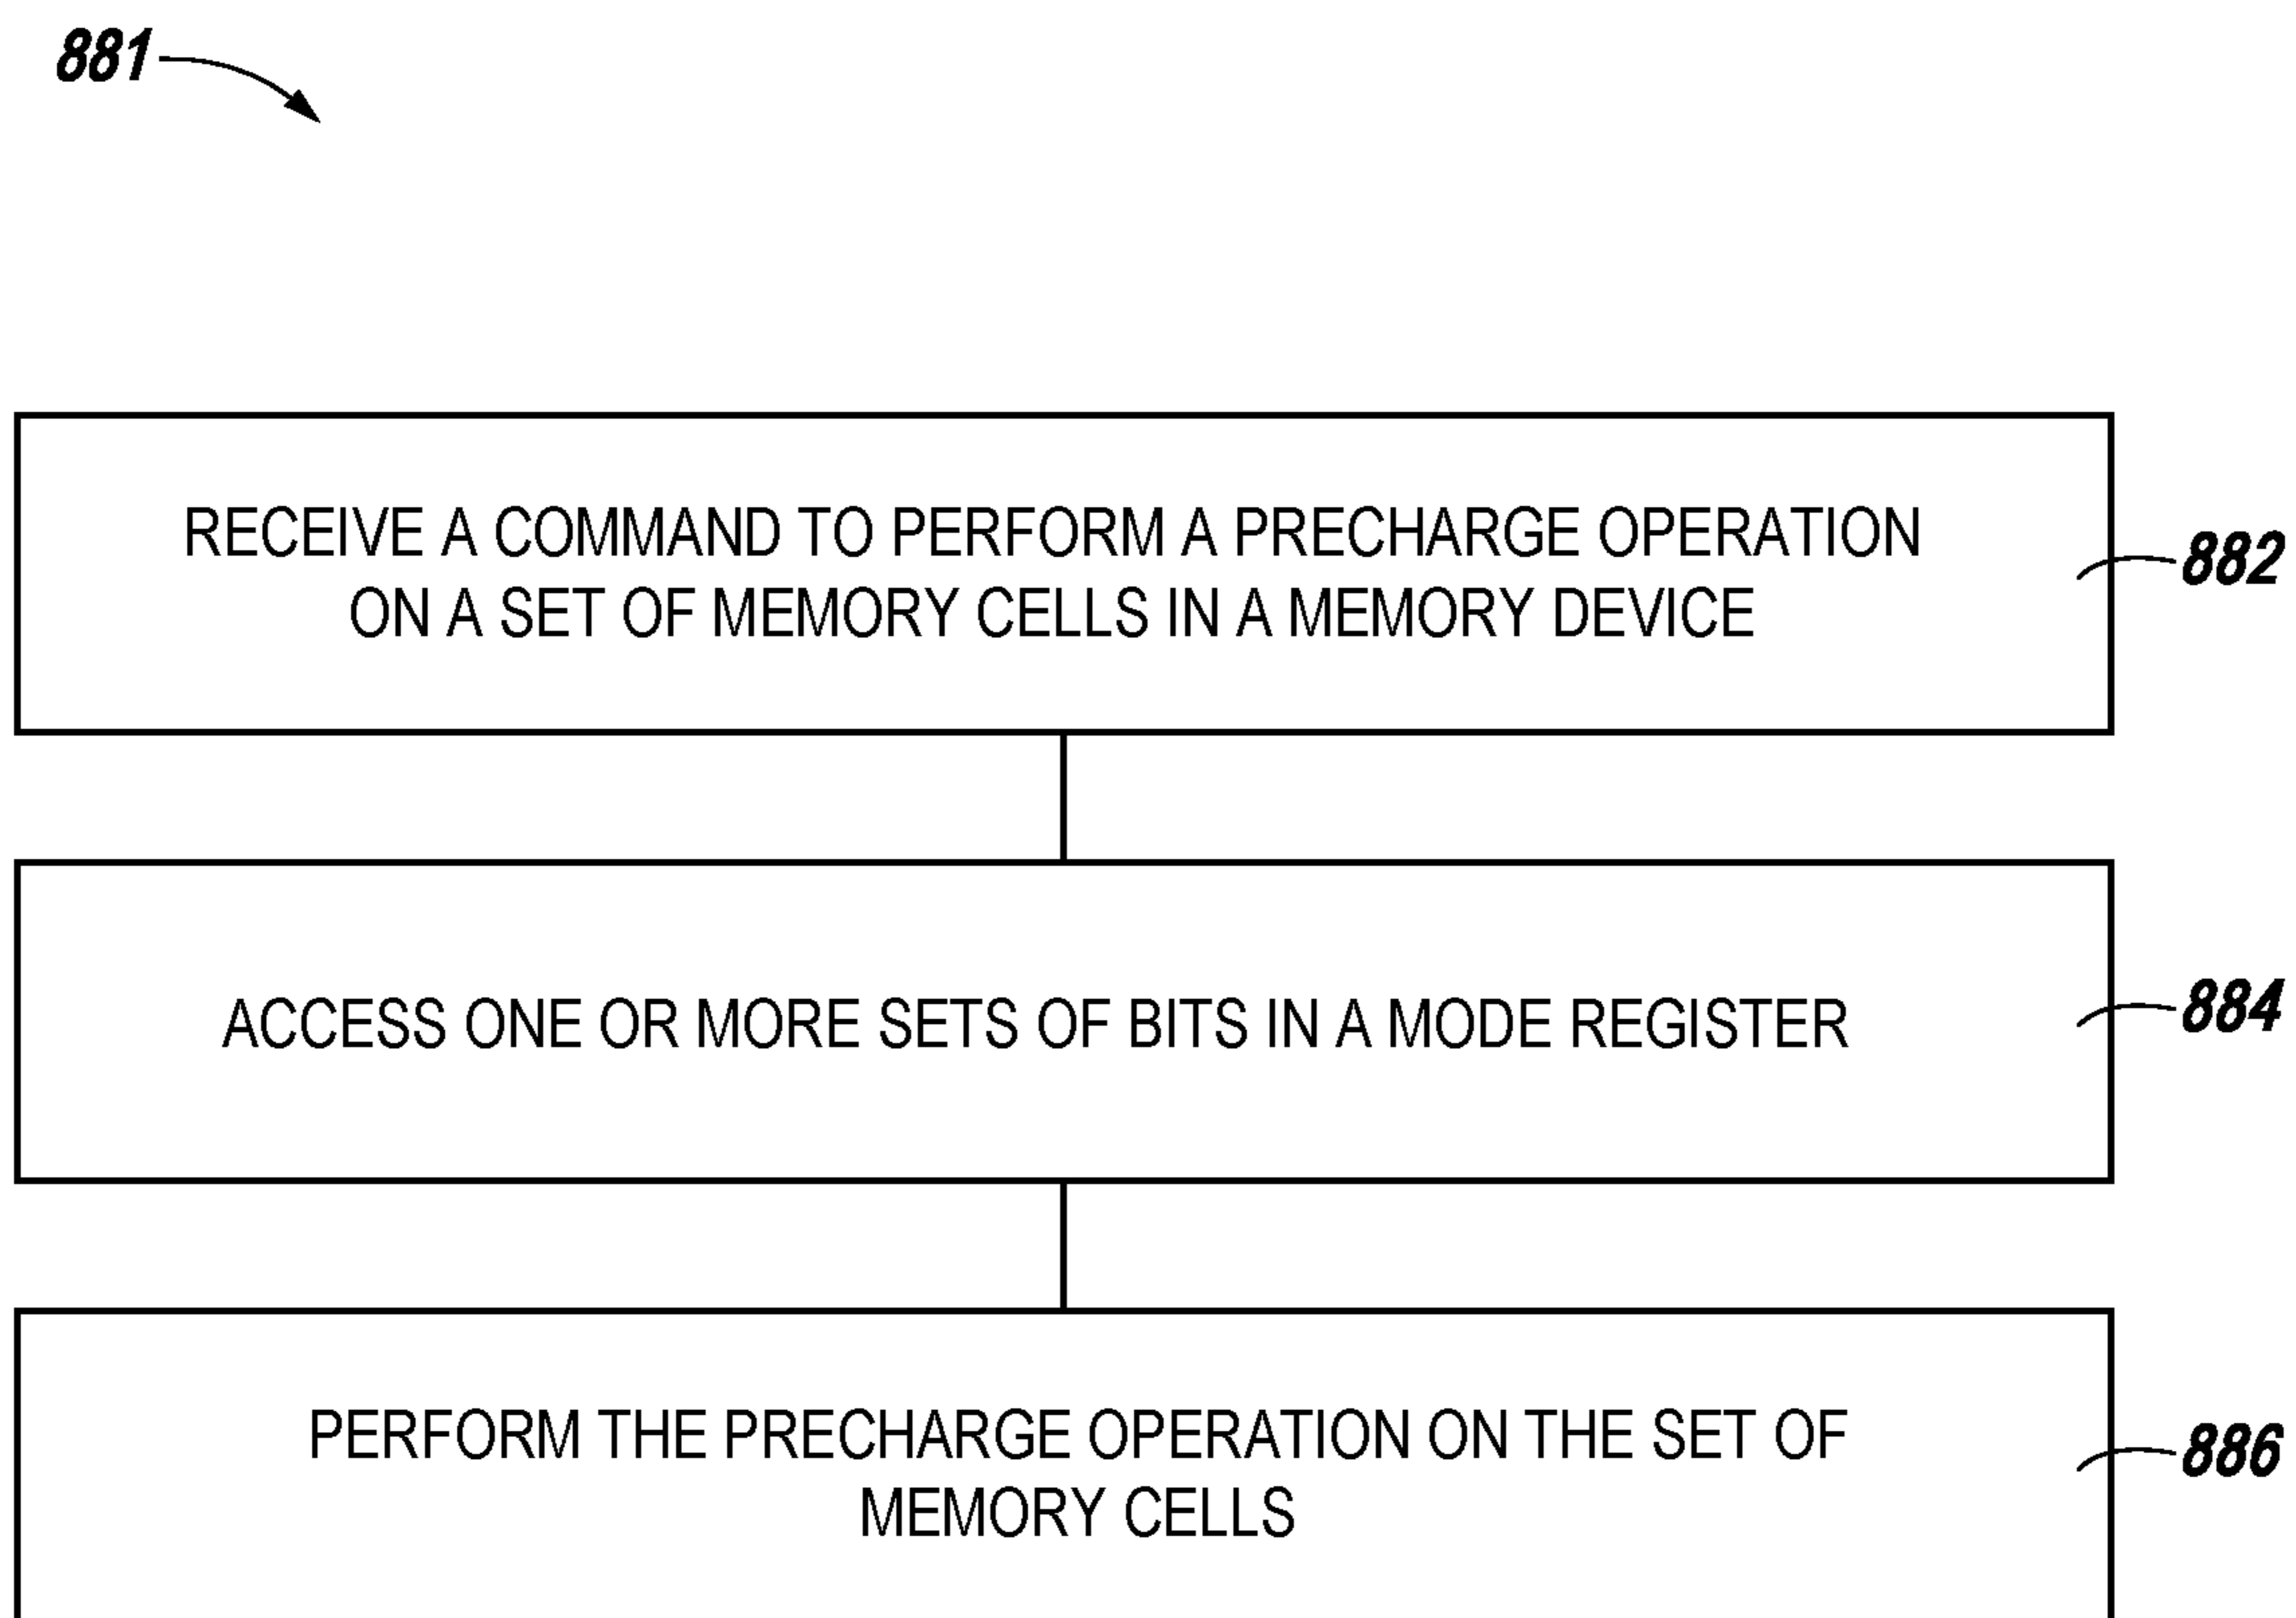 881
RECEIVE A COMMAND TO PERFORM A PRECHARGE OPERATION
ON A SET OF MEMORY CELLS IN A MEMORY DEVICE
882
ACCESS ONE OR MORE SETS OF BITS IN A MODE REGISTER
884
PERFORM THE PRECHARGE OPERATION ON THE SET OF
MEMORY CELLS
886